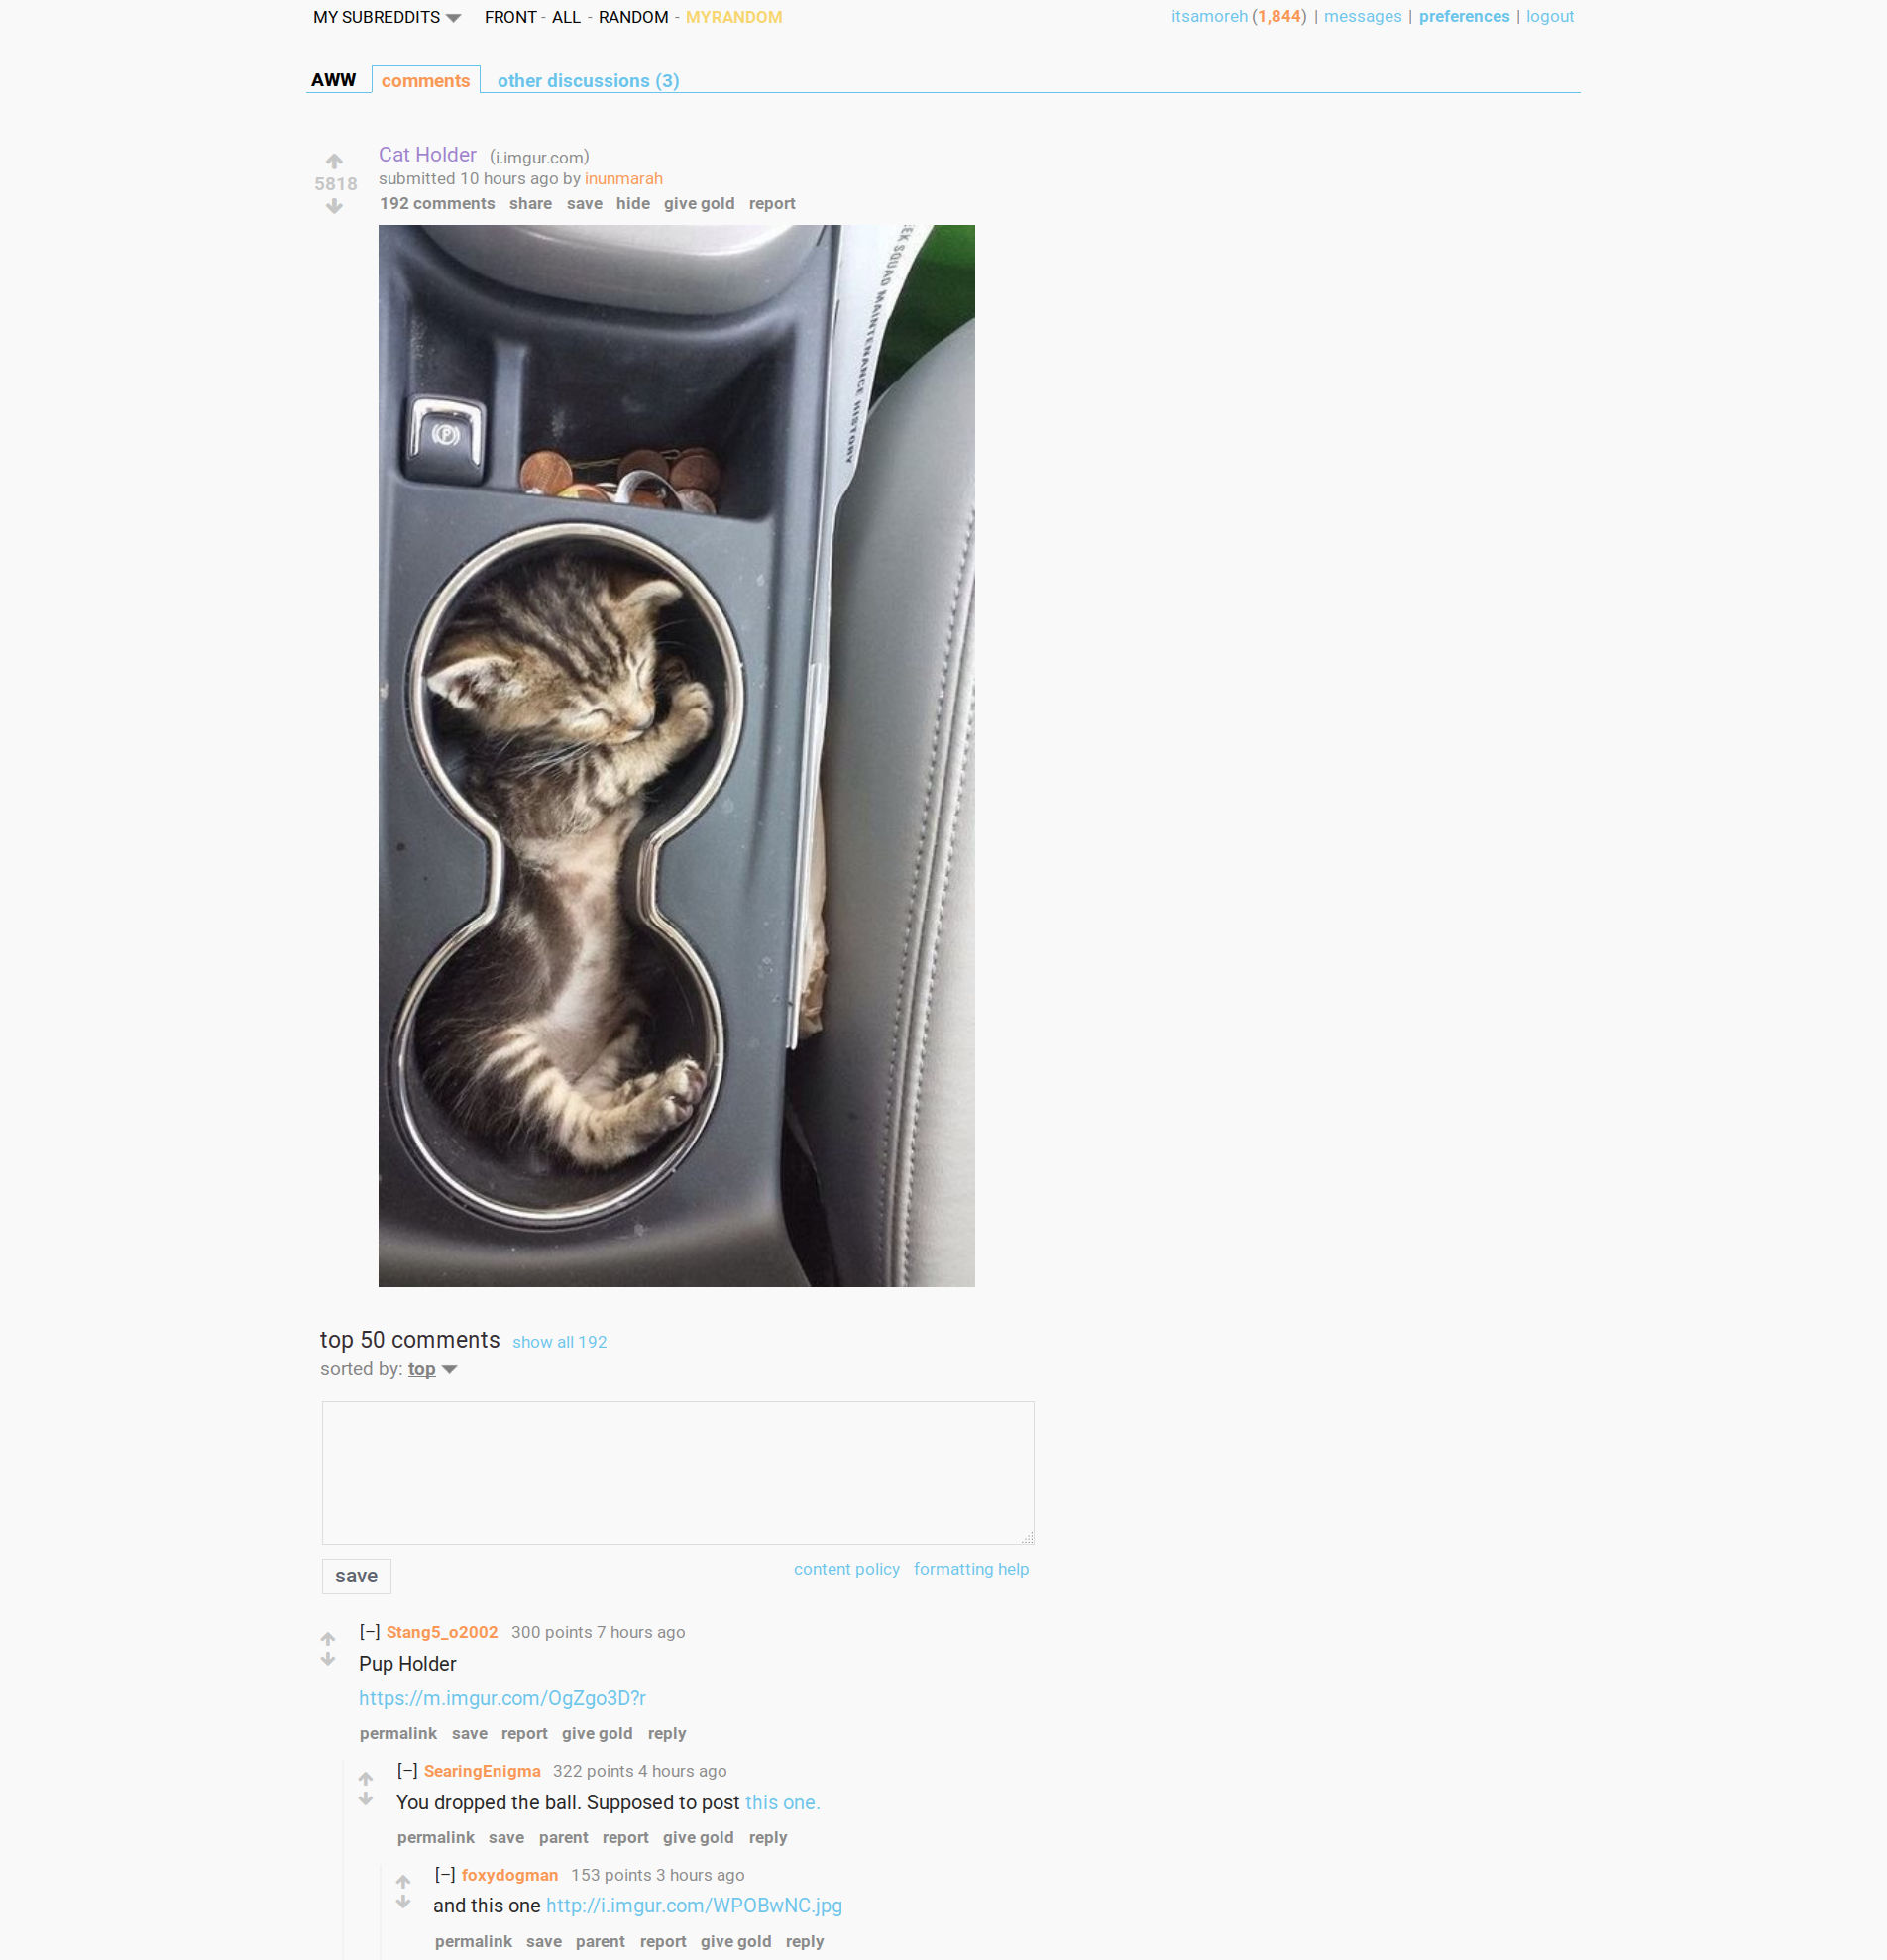 MY SUBREDDITS FRONT - ALL - RANDOM - MYRANDOM
itsamoreh (1,844) | messages | preferences | logout
AWW comments other discussions (3)
Cat Holder (i.imgur.com)
5818
submitted 10 hours ago by inunmarah
192 comments share save hide give gold report
EK SQUAD MAINTENANCE HISTORY
P
top 50 comments show all 192
sorted by: top
save
content policy formatting help
[–] Stang5_o2002 300 points 7 hours ago
Pup Holder
https://m.imgur.com/OgZgo3D?r
permalink save report give gold reply
[–] SearingEnigma 322 points 4 hours ago
You dropped the ball. Supposed to post this one.
permalink save parent report give gold reply
[–] foxydogman 153 points 3 hours ago
and this one http://i.imgur.com/WPOBwNC.jpg
permalink save parent report give gold reply